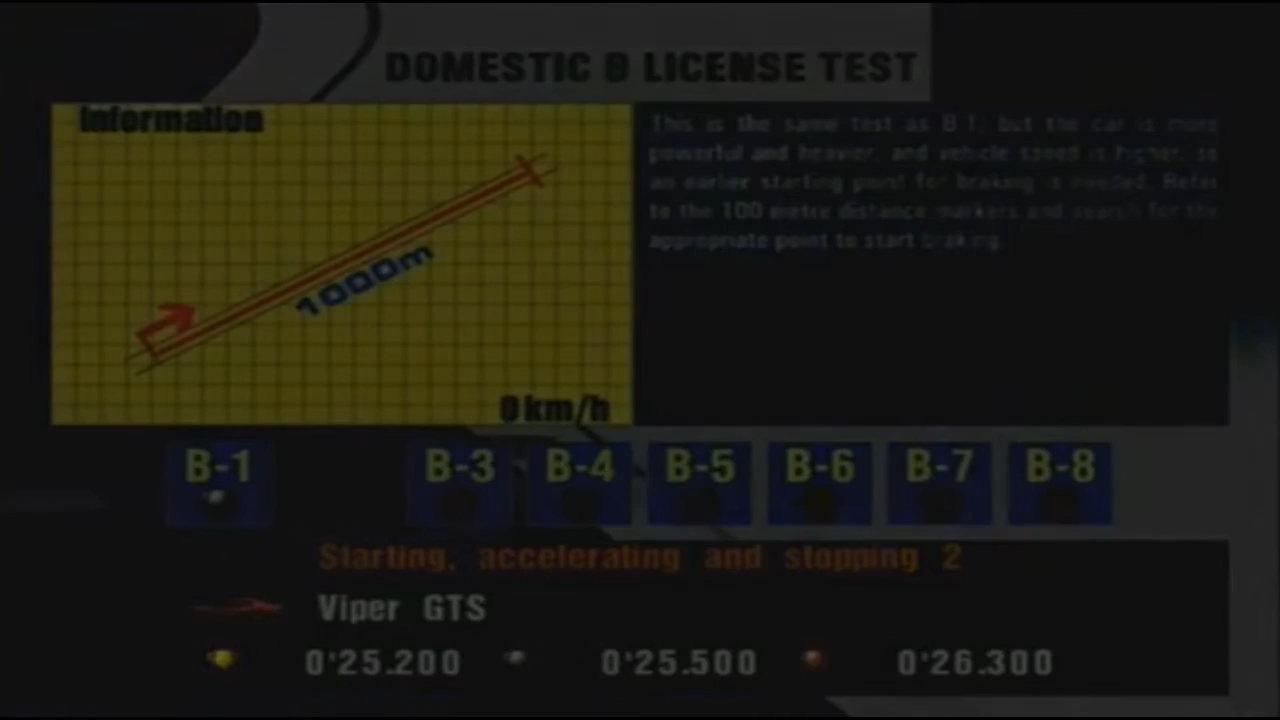 DOMESTIC B LICENSE TEST
Information
This is the same test as B-1, but the car is more
powerful and heavier, and vehicle speed is higher, so
an earlier starting point for braking is needed. Refer
to the 100 metre distance markers and search for the
appropriate point to start braking.
1000m
0km/h
B-1 B-3 B-4 B-5 B-6 B-7 B-8
Starting, accelerating and stopping 2
Viper GTS
0'25.200 0'25.500 0'26.300